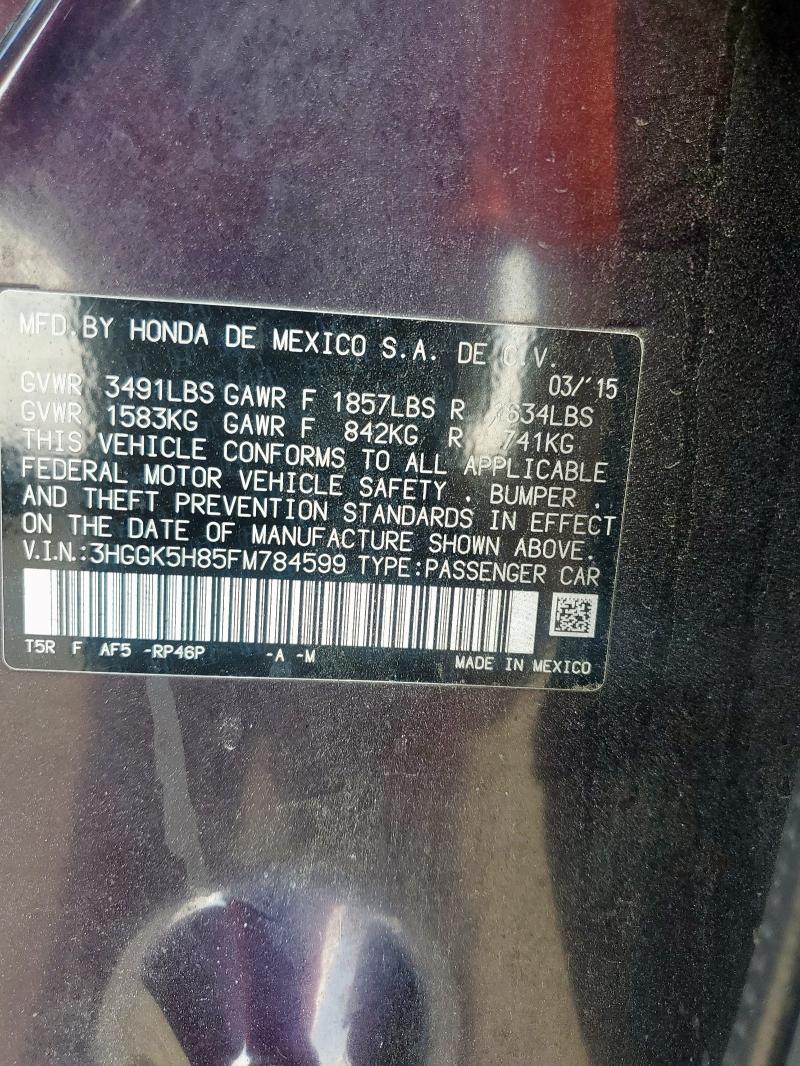 MFD. BY HONDA DE MEXICO S.A. DE C.V.
03/'15
GVWR 3491LBS GAWR F 1857LBS R 1634LBS
GVWR 1583KG GAWR F 842KG R 741KG
THIS VEHICLE CONFORMS TO ALL APPLICABLE
FEDERAL MOTOR VEHICLE SAFETY . BUMPER .
AND THEFT PREVENTION STANDARDS IN EFFECT
ON THE DATE OF MANUFACTURE SHOWN ABOVE.
V.I.N.:3HGGK5H85FM784599 TYPE:PASSENGER CAR
T5R F AF5 -RP46P -A -M
MADE IN MEXICO